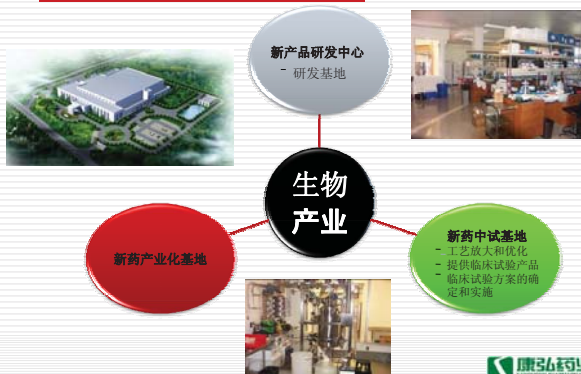 新产品研发中心
- 研发基地
生物
产业
新药产业化基地
新药中试基地
- 工艺放大和优化
- 提供临床试验产品
- 临床试验方案的确
定和实施
康弘药业